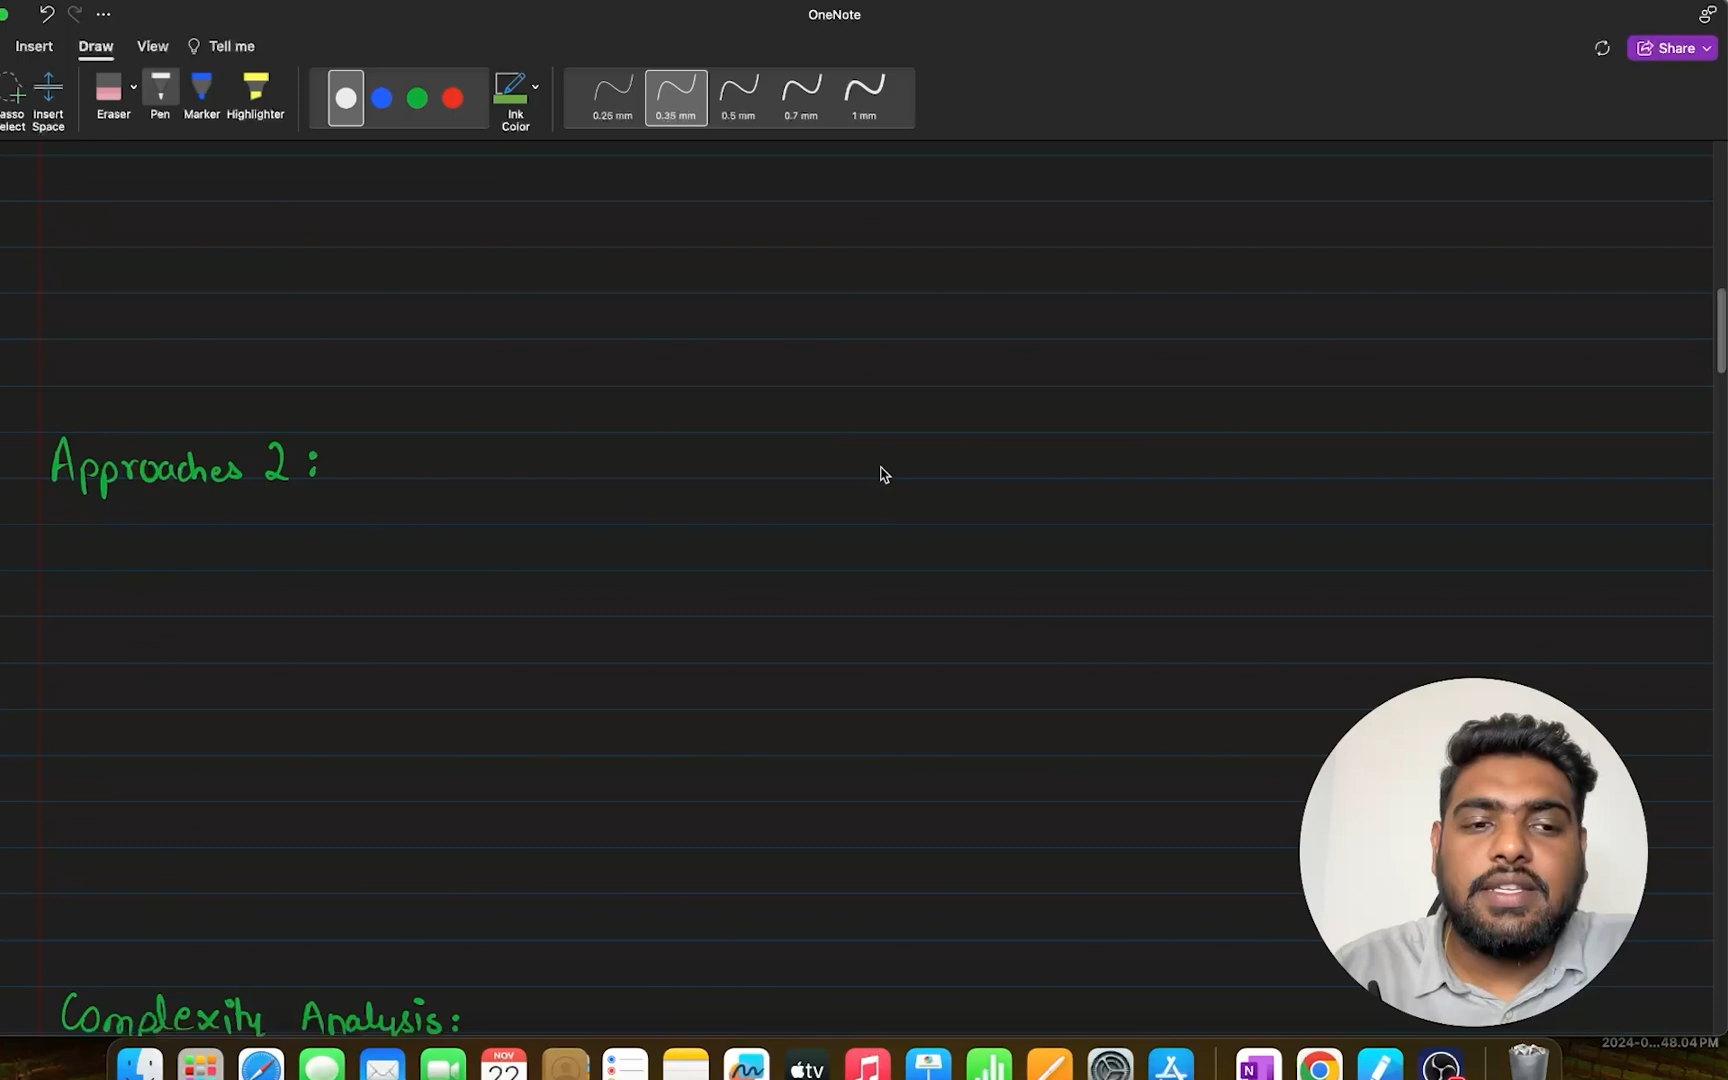 OneNote
Insert Draw View Tell me
Share
Eraser Pen Marker Highlighter
Insert Space
Ink Color
0.25 mm 0.35 mm 0.5 mm 0.7 mm 1 mm
Approaches 2 :
Complexity Analysis:
2024-0...48.04 PM
NOV
22
tv
N